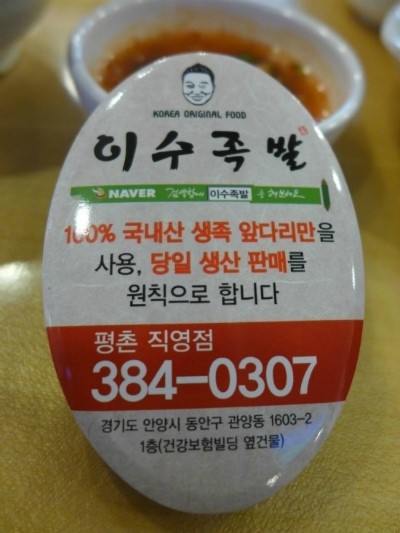 KOREA ORIGINAL FOOD
이수족발
NAVER 검색창에 이수족발 을 쳐보세요
100% 국내산 생족 앞다리만을
사용, 당일 생산 판매를
원칙으로 합니다
평촌 직영점
384-0307
경기도 안양시 동안구 관양동 1603-2
1층(건강보험빌딩 옆건물)